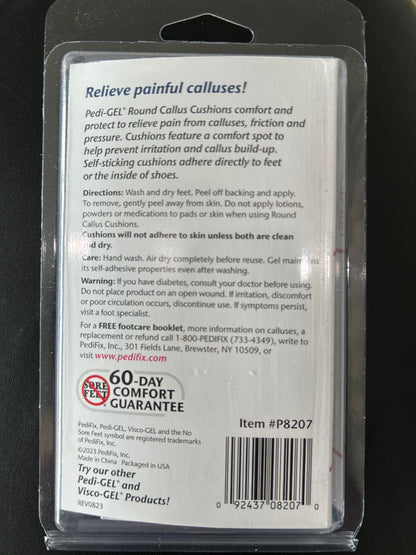 Relieve painful calluses!
Pedi-GEL® Round Callus Cushions comfort and
protect to relieve pain from calluses, friction and
pressure. Cushions feature a comfort spot to
help prevent irritation and callus build-up.
Self-sticking cushions adhere directly to feet
or the inside of shoes.
Directions: Wash and dry feet. Peel off backing and apply.
To remove, gently peel away from skin. Do not apply lotions,
powders or medications to pads or skin when using Round
Callus Cushions.
Cushions will not adhere to skin unless both are clean
and dry.
Care: Hand wash. Air dry completely before reuse. Gel maintains
its self-adhesive properties even after washing.
Warning: If you have diabetes, consult your doctor before using.
Do not place product on an open wound. If irritation, discomfort
or poor circulation occurs, discontinue use. If symptoms persist,
visit a foot specialist.
For a FREE footcare booklet, more information on calluses, a
replacement or refund call 1-800-PEDIFIX (733-4349), write to
PediFix, Inc., 301 Fields Lane, Brewster, NY 10509, or
visit www.pedifix.com
SORE
FEET
60-DAY
COMFORT
GUARANTEE
Item #P8207
PediFix, Pedi-GEL, Visco-GEL and the No
Sore Feet symbol are registered trademarks
of PediFix, Inc.
©2023 PediFix, Inc.
Made in China Packaged in USA
Try our other
Pedi-GEL® and
Visco-GEL® Products!
REV0823
0 92437 08207 0